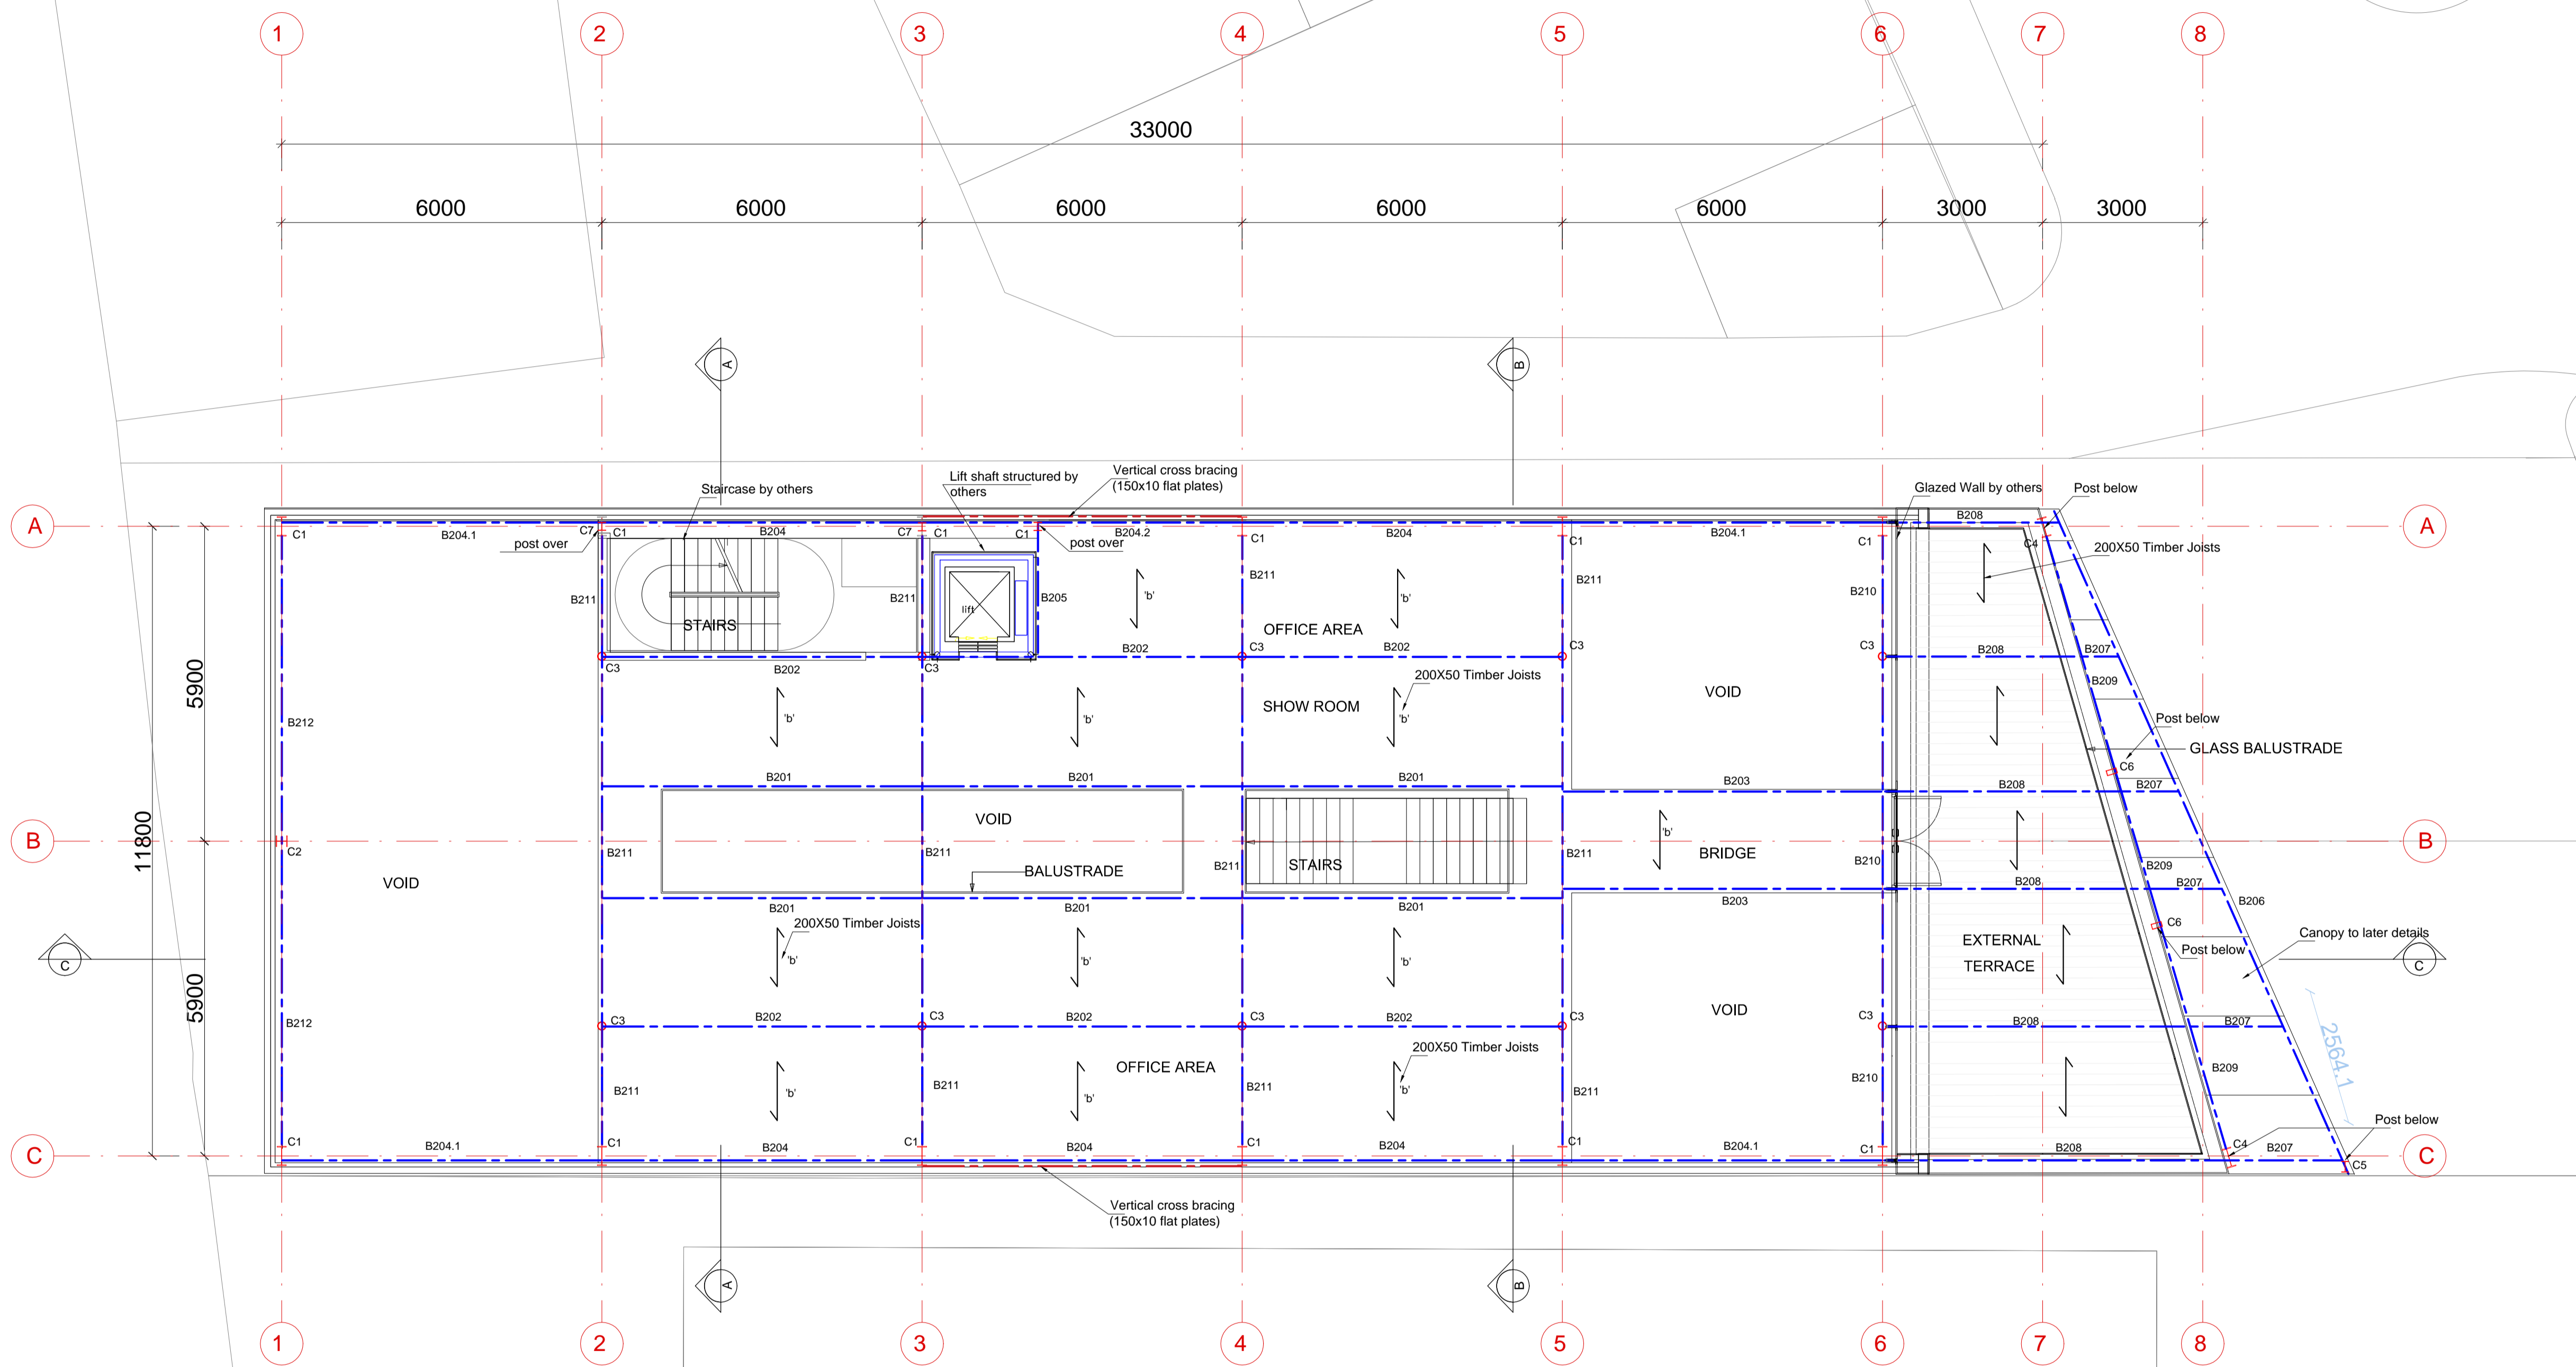 1 2 3 4 5 6 7 8
33000
6000 6000 6000 6000 6000 3000 3000
A B
Staircase by others
Lift shaft structured by
others
Vertical cross bracing
(150x10 flat plates)
Glazed Wall by others
Post below
A A
C1 B204.1 C7 C1 B204 C7 C1 C1 B204.2 C1 B204 C1 B204.1 C1 B208 C4
post over
post over
200X50 Timber Joists
B211 B211 B205 B211 B211 B210
lift
'b' 'b'
STAIRS
OFFICE AREA
C3 B202 C3 B202 C3 B202 C3 C3 B208 B207
5900
200X50 Timber Joists
B209
VOID
SHOW ROOM
B212
'b' 'b' 'b'
Post below
GLASS BALUSTRADE
C6
B201 B201 B201 B203 B208 B207
VOID
'b'
11800
B B
C2 B211 B211 B211 B211 BRIDGE B210
STAIRS
BALUSTRADE
B209
VOID
B208 B207
B201 B201 B201 B203
B206
200X50 Timber Joists
C6
Canopy to later details
EXTERNAL
TERRACE
Post below
'b' 'b' 'b'
C C
5900
2564.1
VOID
B212 C3 B202 C3 B202 C3 B202 C3 C3 B208 B207
200X50 Timber Joists
OFFICE AREA
B209
B211 B211 B211 B211 B210
'b' 'b' 'b'
Post below
C1 B204.1 C1 B204 C1 B204 C1 B204 C1 B204.1 C1 B208 C4 B207
C C
C5
Vertical cross bracing
(150x10 flat plates)
A B
1 2 3 4 5 6 7 8